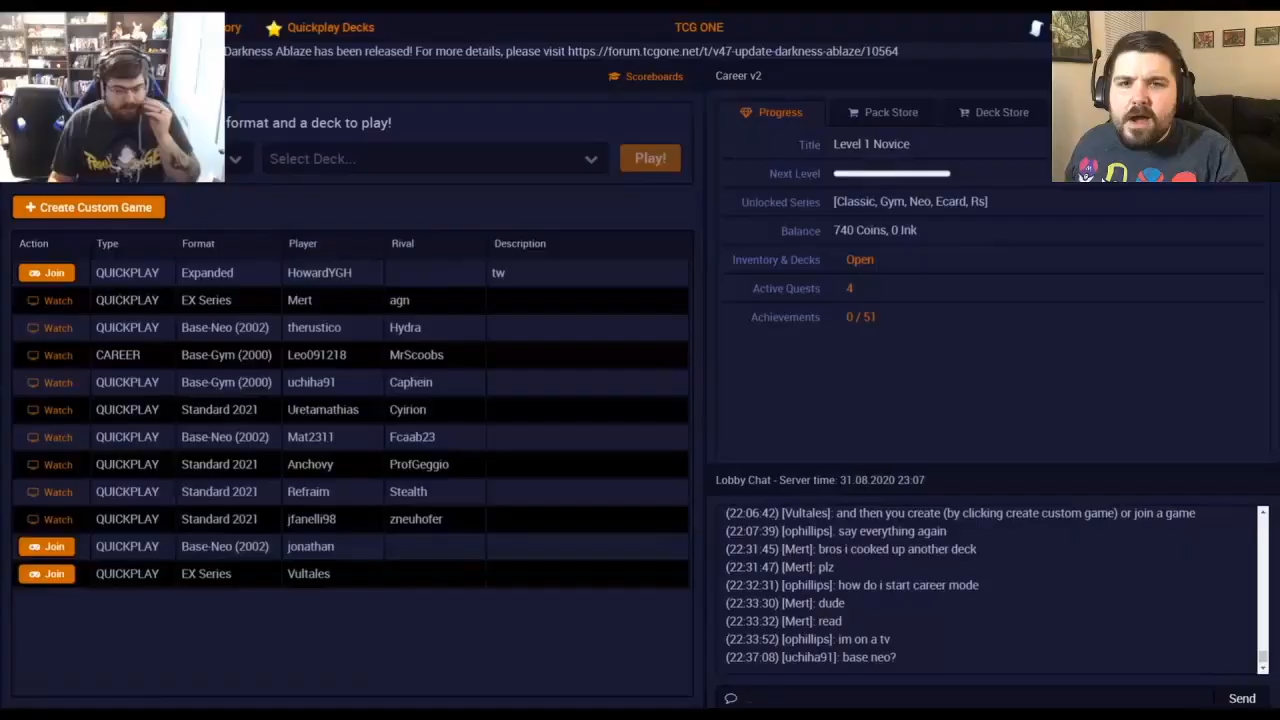 ory
Quickplay Decks
TCG ONE
Darkness Ablaze has been released! For more details, please visit https://forum.tcgone.net/t/v47-update-darkness-ablaze/10564
Scoreboards
Career v2
format and a deck to play!
Select Deck...
Play!
Progress
Pack Store
Deck Store
Title Level 1 Novice
Next Level
Unlocked Series [Classic, Gym, Neo, Ecard, Rs]
Balance 740 Coins, 0 Ink
Inventory & Decks Open
Active Quests 4
Achievements 0 / 51
+ Create Custom Game
Action Type Format Player Rival Description
Join QUICKPLAY Expanded HowardYGH tw
Watch QUICKPLAY EX Series Mert agn
Watch QUICKPLAY Base-Neo (2002) therustico Hydra
Watch CAREER Base-Gym (2000) Leo091218 MrScoobs
Watch QUICKPLAY Base-Gym (2000) uchiha91 Caphein
Watch QUICKPLAY Standard 2021 Uretamathias Cyirion
Watch QUICKPLAY Base-Neo (2002) Mat2311 Fcaab23
Watch QUICKPLAY Standard 2021 Anchovy ProfGeggio
Watch QUICKPLAY Standard 2021 Refraim Stealth
Watch QUICKPLAY Standard 2021 jfanelli98 zneuhofer
Join QUICKPLAY Base-Neo (2002) jonathan
Join QUICKPLAY EX Series Vultales
Lobby Chat - Server time: 31.08.2020 23:07
(22:06:42) [Vultales]: and then you create (by clicking create custom game) or join a game
(22:07:39) [ophillips]: say everything again
(22:31:45) [Mert]: bros i cooked up another deck
(22:31:47) [Mert]: plz
(22:32:31) [ophillips]: how do i start career mode
(22:33:30) [Mert]: dude
(22:33:32) [Mert]: read
(22:33:52) [ophillips]: im on a tv
(22:37:08) [uchiha91]: base neo?
Send